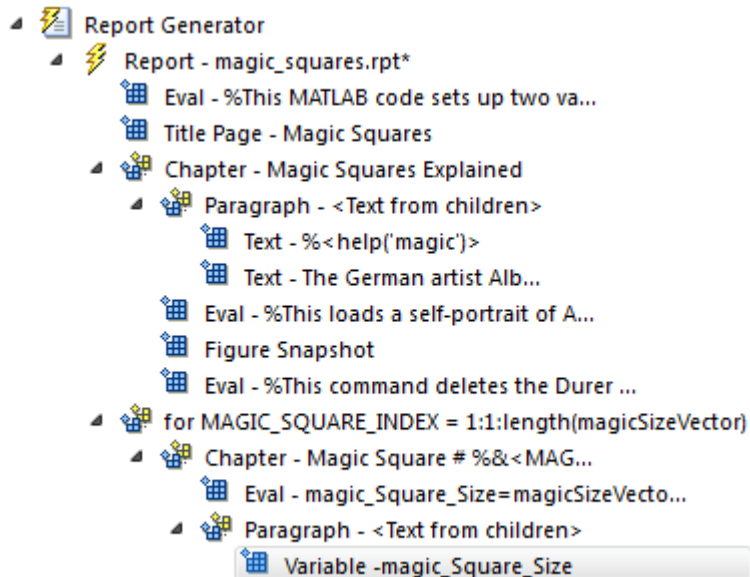 Report Generator
Report - magic_squares.rpt*
Eval - %This MATLAB code sets up two va...
Title Page - Magic Squares
Chapter - Magic Squares Explained
Paragraph - <Text from children>
Text - %<help('magic')>
Text - The German artist Alb...
Eval - %This loads a self-portrait of A...
Figure Snapshot
Eval - %This command deletes the Durer ...
for MAGIC_SQUARE_INDEX = 1:1:length(magicSizeVector)
Chapter - Magic Square # %&<MAG...
Eval - magic_Square_Size=magicSizeVecto...
Paragraph - <Text from children>
Variable -magic_Square_Size